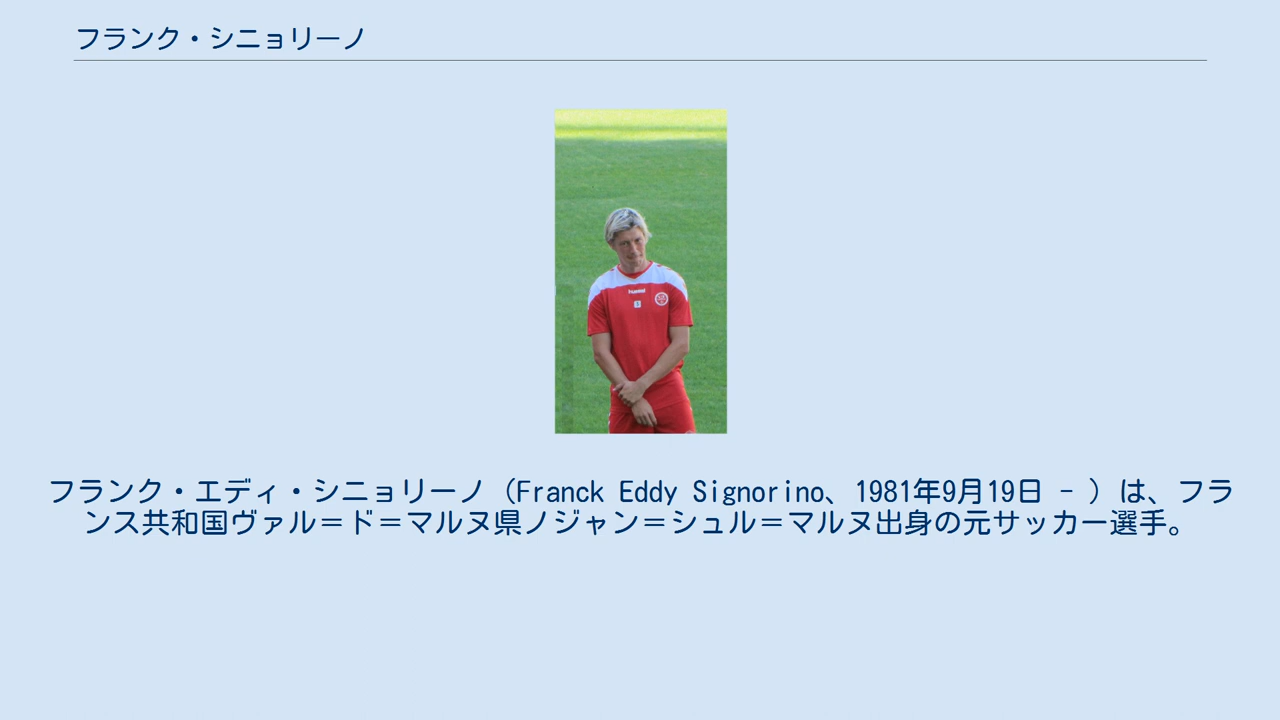 フランク・シニョリーノ
hummel
フランク・エディ・シニョリーノ（Franck Eddy Signorino、1981年9月19日 - ）は、フラ
ンス共和国ヴァル＝ド＝マルヌ県ノジャン＝シュル＝マルヌ出身の元サッカー選手。